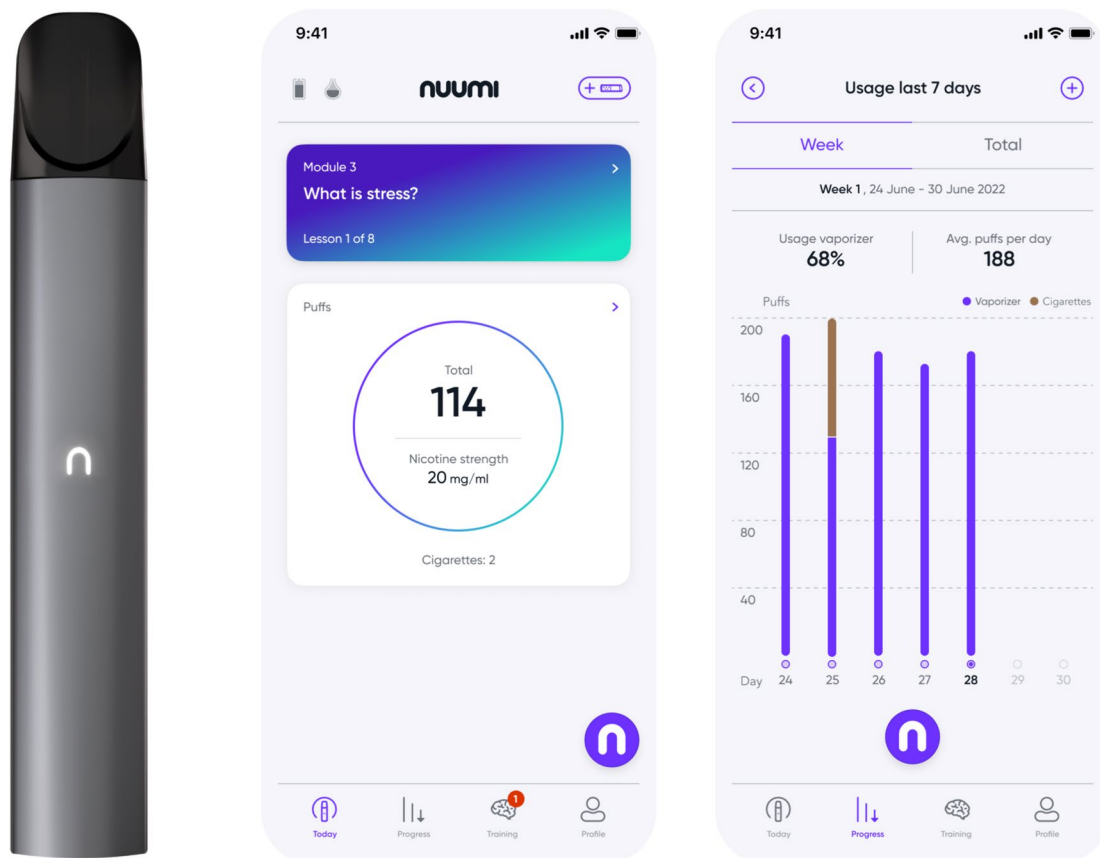 n
9:41
nuumi
Module 3
What is stress?
Lesson 1 of 8
Puffs
Total
114
Nicotine strength
20 mg/ml
Cigarettes: 2
n
1
Today Progress Training Profile
9:41
Usage last 7 days
Week Total
Week 1 , 24 June - 30 June 2022
Usage vaporizer Avg. puffs per day
68% 188
Puffs Vaporizer Cigarettes
200
160
120
80
40
Day 24 25 26 27 28 29 30
n
Today Progress Training Profile